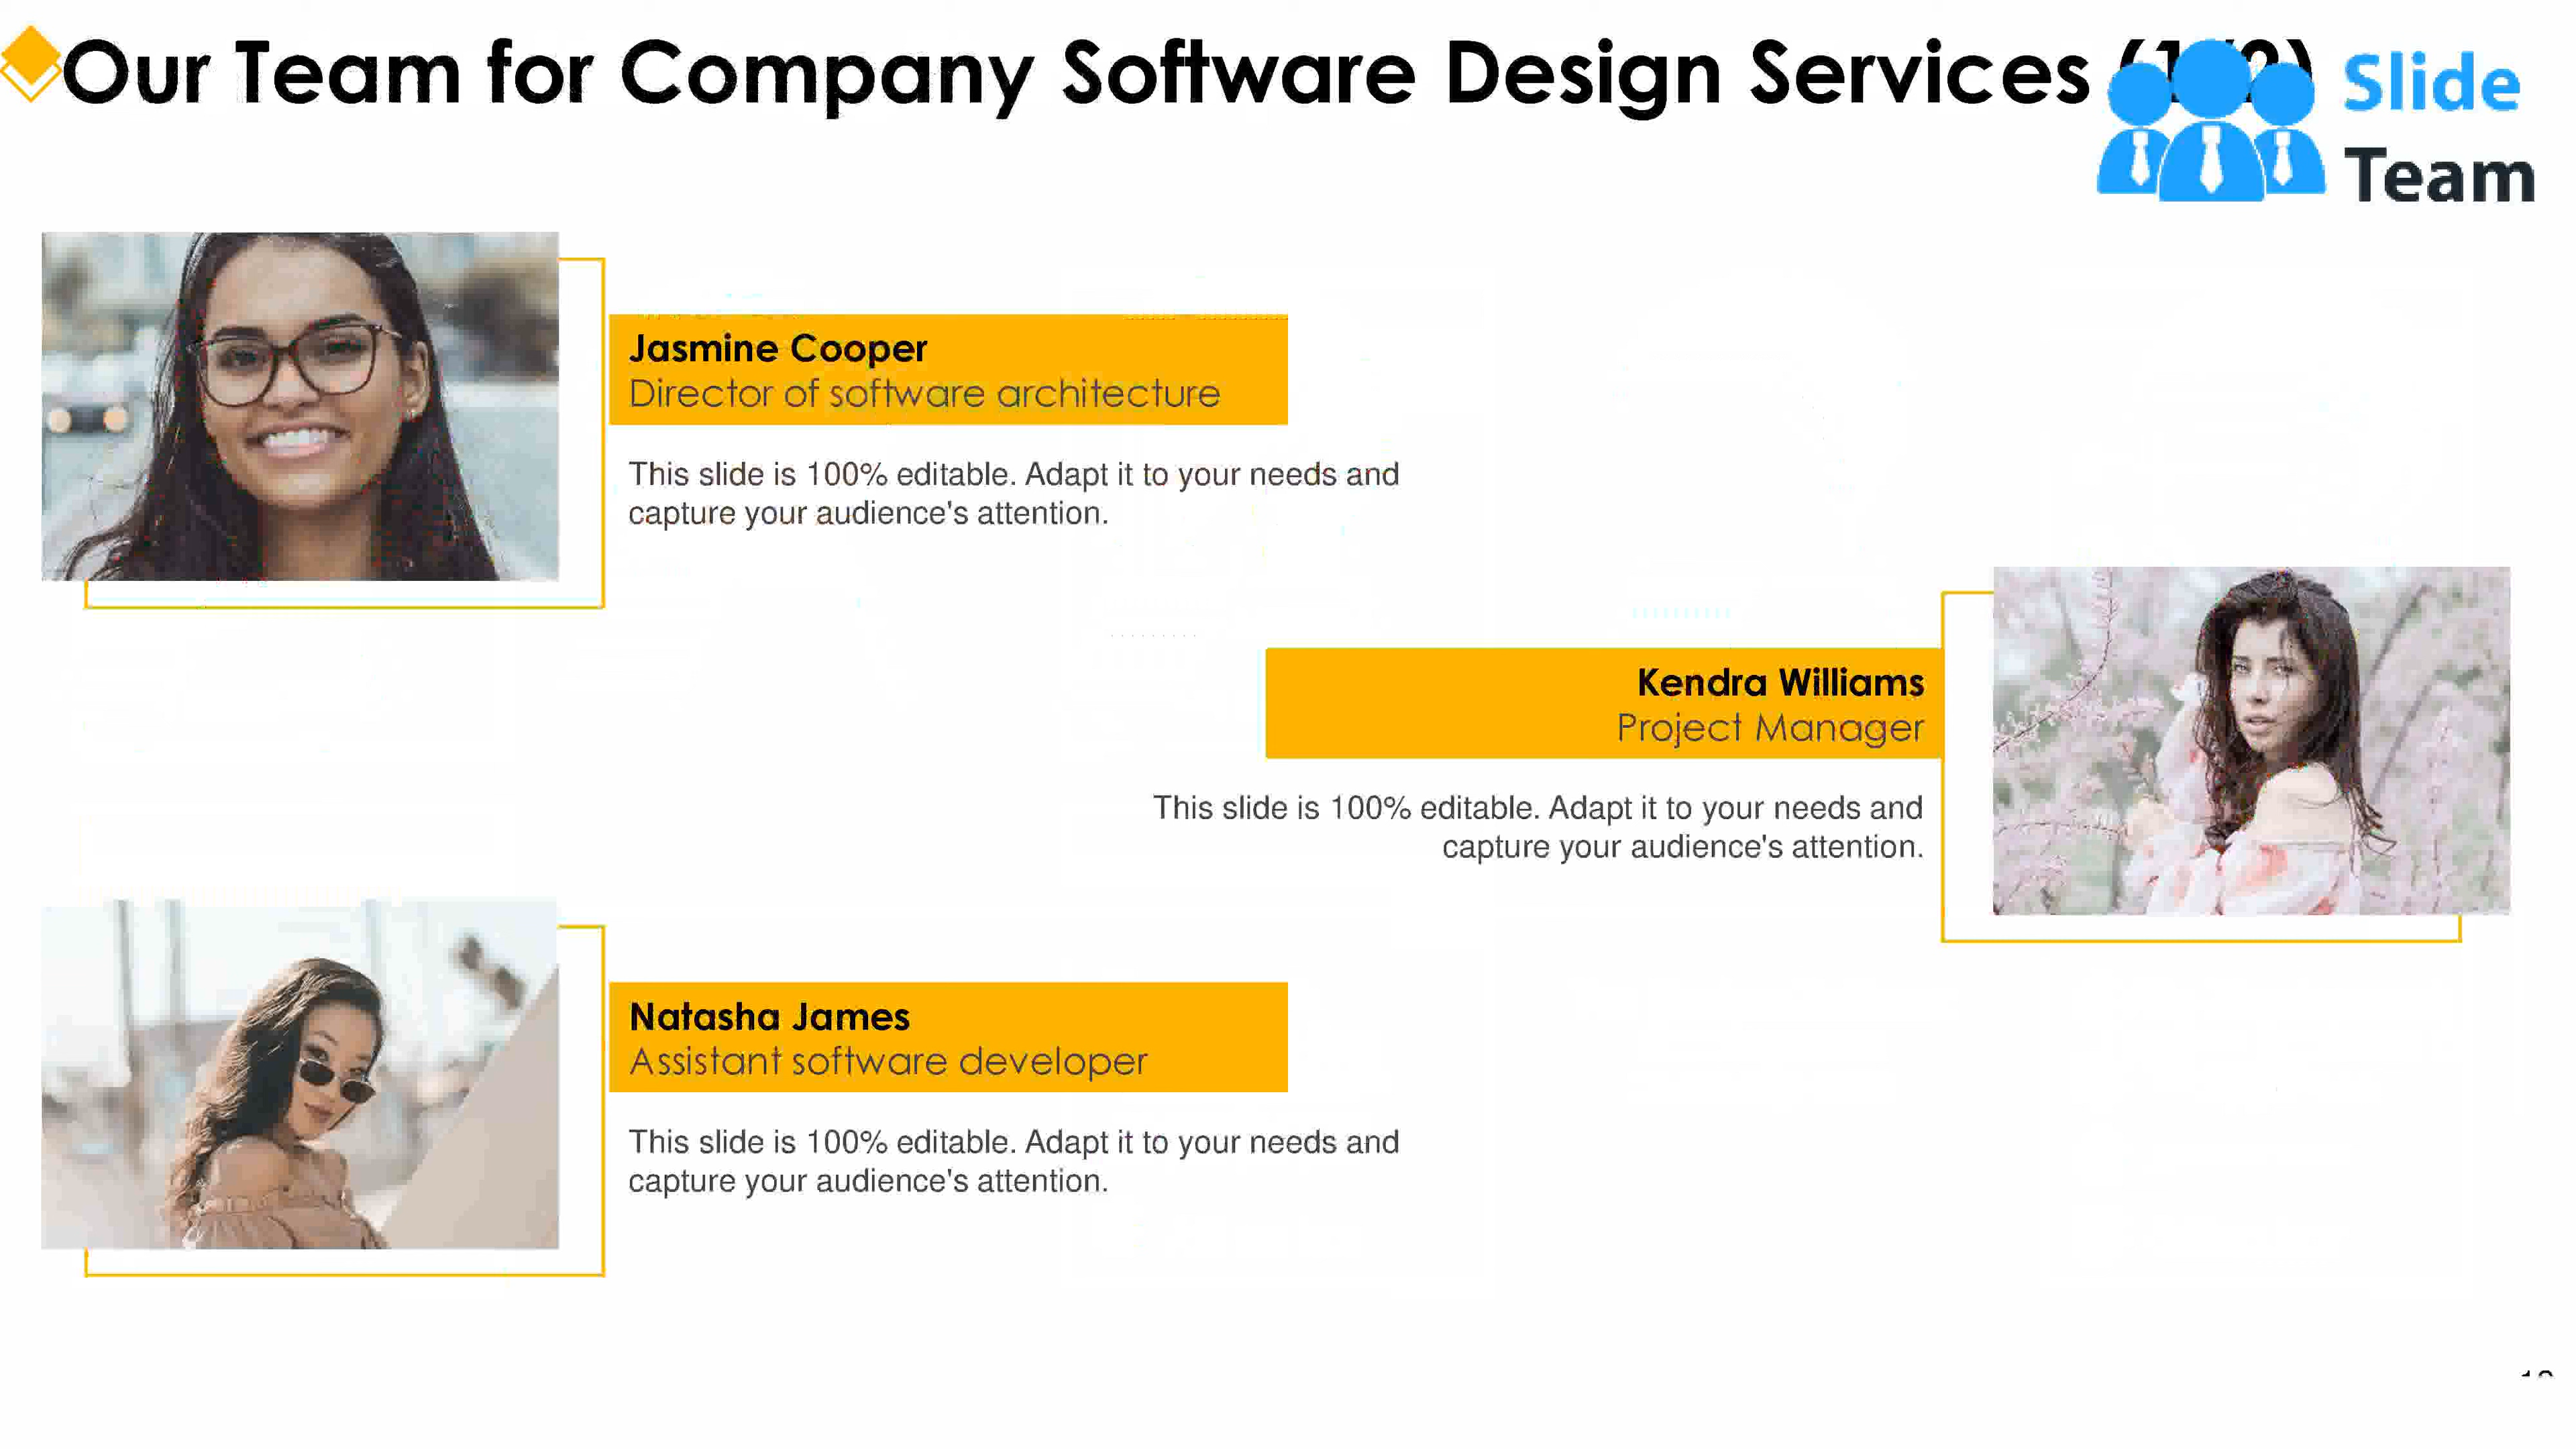 Our Team for Company Software Design Services
Slide
Team
Jasmine Cooper
Director of software architecture
This slide is 100% editable. Adapt it to your needs and
capture your audience's attention.
Kendra Williams
Project Manager
This slide is 100% editable. Adapt it to your needs and
capture your audience's attention.
Natasha James
Assistant software developer
This slide is 100% editable. Adapt it to your needs and
capture your audience's attention.